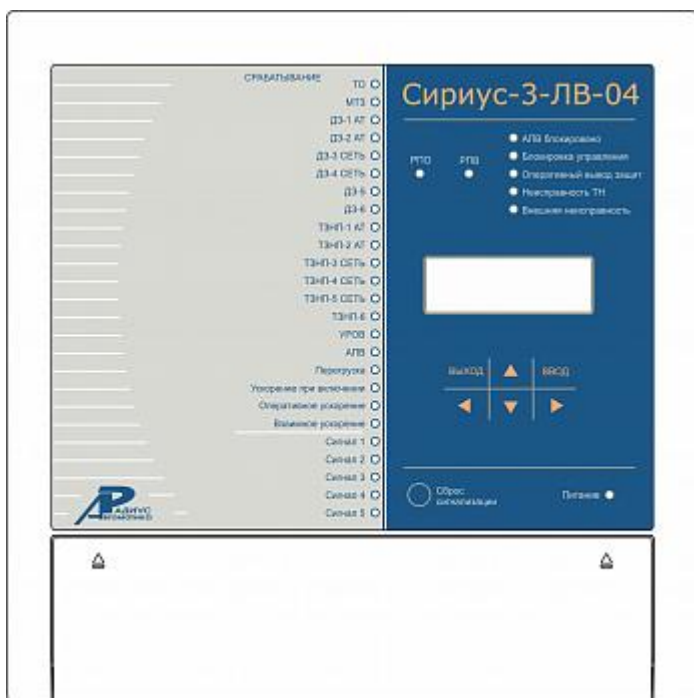 СРАБАТЫВАНИЕ
ТО
МТЗ
ДЗ-1 АТ
ДЗ-2 АТ
ДЗ-3 СЕТЬ
ДЗ-4 СЕТЬ
ДЗ-5
ДЗ-6
ТЗНП-1 АТ
ТЗНП-2 АТ
ТЗНП-3 СЕТЬ
ТЗНП-4 СЕТЬ
ТЗНП-5 СЕТЬ
ТЗНП-6
УРОВ
АПВ
Перегрузка
Ускорение при включении
Оперативное ускорение
Взаимное ускорение
Сигнал 1
Сигнал 2
Сигнал 3
Сигнал 4
Сигнал 5
РАДИУС
АВТОМАТИКА
Сириус-3-ЛВ-04
РПО РПВ
АПВ блокировано
Блокировка управления
Оперативный вывод защит
Неисправность ТН
Внешняя неисправность
ВЫХОД ВВОД
Сброс
сигнализации
Питание